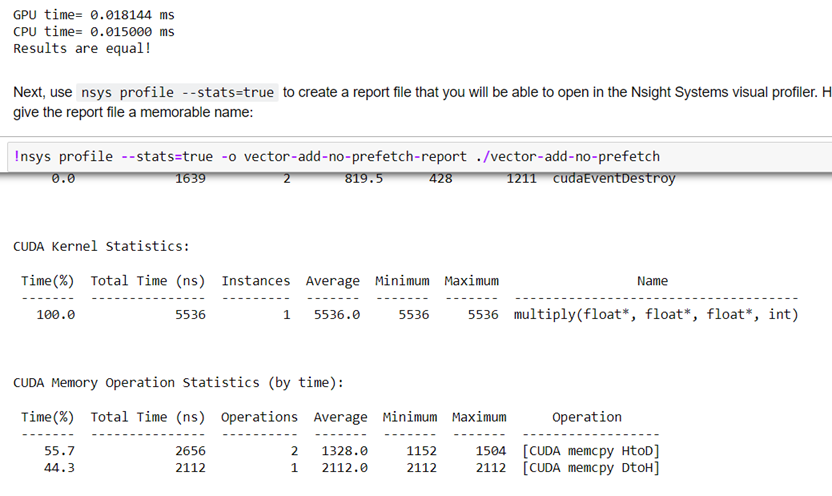 GPU time= 0.018144 ms
CPU time= 0.015000 ms
Results are equal!
Next, use nsys profile --stats=true to create a report file that you will be able to open in the Nsight Systems visual profiler. H
give the report file a memorable name:
!nsys profile --stats=true -o vector-add-no-prefetch-report ./vector-add-no-prefetch
0.0 1639 2 819.5 428 1211 cudaEventDestroy
CUDA Kernel Statistics:
Time(%) Total Time (ns) Instances Average Minimum Maximum Name
------- --------------- --------- ------- ------- ------- -------------------------------------
100.0 5536 1 5536.0 5536 5536 multiply(float*, float*, float*, int)
CUDA Memory Operation Statistics (by time):
Time(%) Total Time (ns) Operations Average Minimum Maximum Operation
------- --------------- ---------- ------- ------- ------- ------------------
55.7 2656 2 1328.0 1152 1504 [CUDA memcpy HtoD]
44.3 2112 1 2112.0 2112 2112 [CUDA memcpy DtoH]